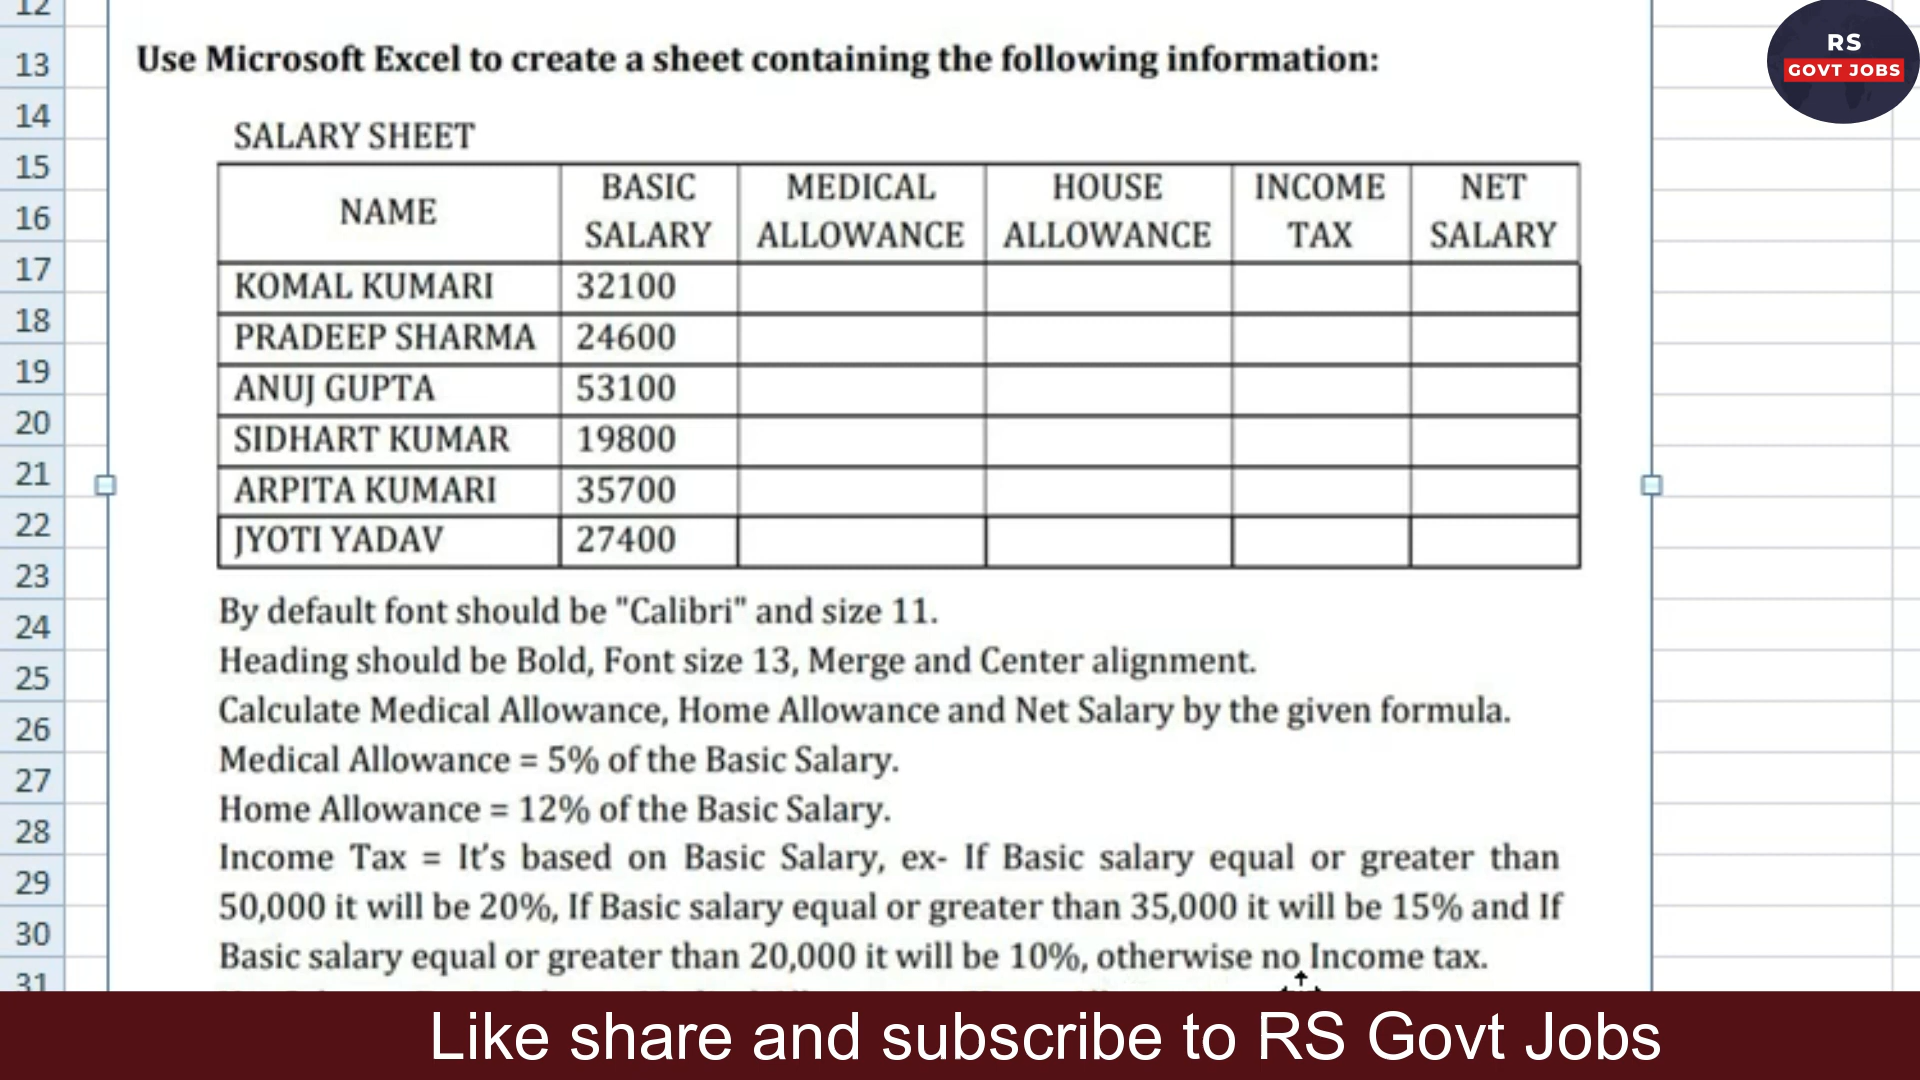 12
13
Use Microsoft Excel to create a sheet containing the following information:
RS
GOVT JOBS
14
SALARY SHEET
15
16
NAME
BASIC SALARY
MEDICAL ALLOWANCE
HOUSE ALLOWANCE
INCOME TAX
NET SALARY
17
KOMAL KUMARI 32100
18
PRADEEP SHARMA 24600
19
ANUJ GUPTA 53100
20
SIDHART KUMAR 19800
21
ARPITA KUMARI 35700
22
JYOTI YADAV 27400
23
24
By default font should be "Calibri" and size 11.
25
Heading should be Bold, Font size 13, Merge and Center alignment.
26
Calculate Medical Allowance, Home Allowance and Net Salary by the given formula.
27
Medical Allowance = 5% of the Basic Salary.
28
Home Allowance = 12% of the Basic Salary.
29
Income Tax = It's based on Basic Salary, ex- If Basic salary equal or greater than
30
50,000 it will be 20%, If Basic salary equal or greater than 35,000 it will be 15% and If
31
Basic salary equal or greater than 20,000 it will be 10%, otherwise no Income tax.
Like share and subscribe to RS Govt Jobs